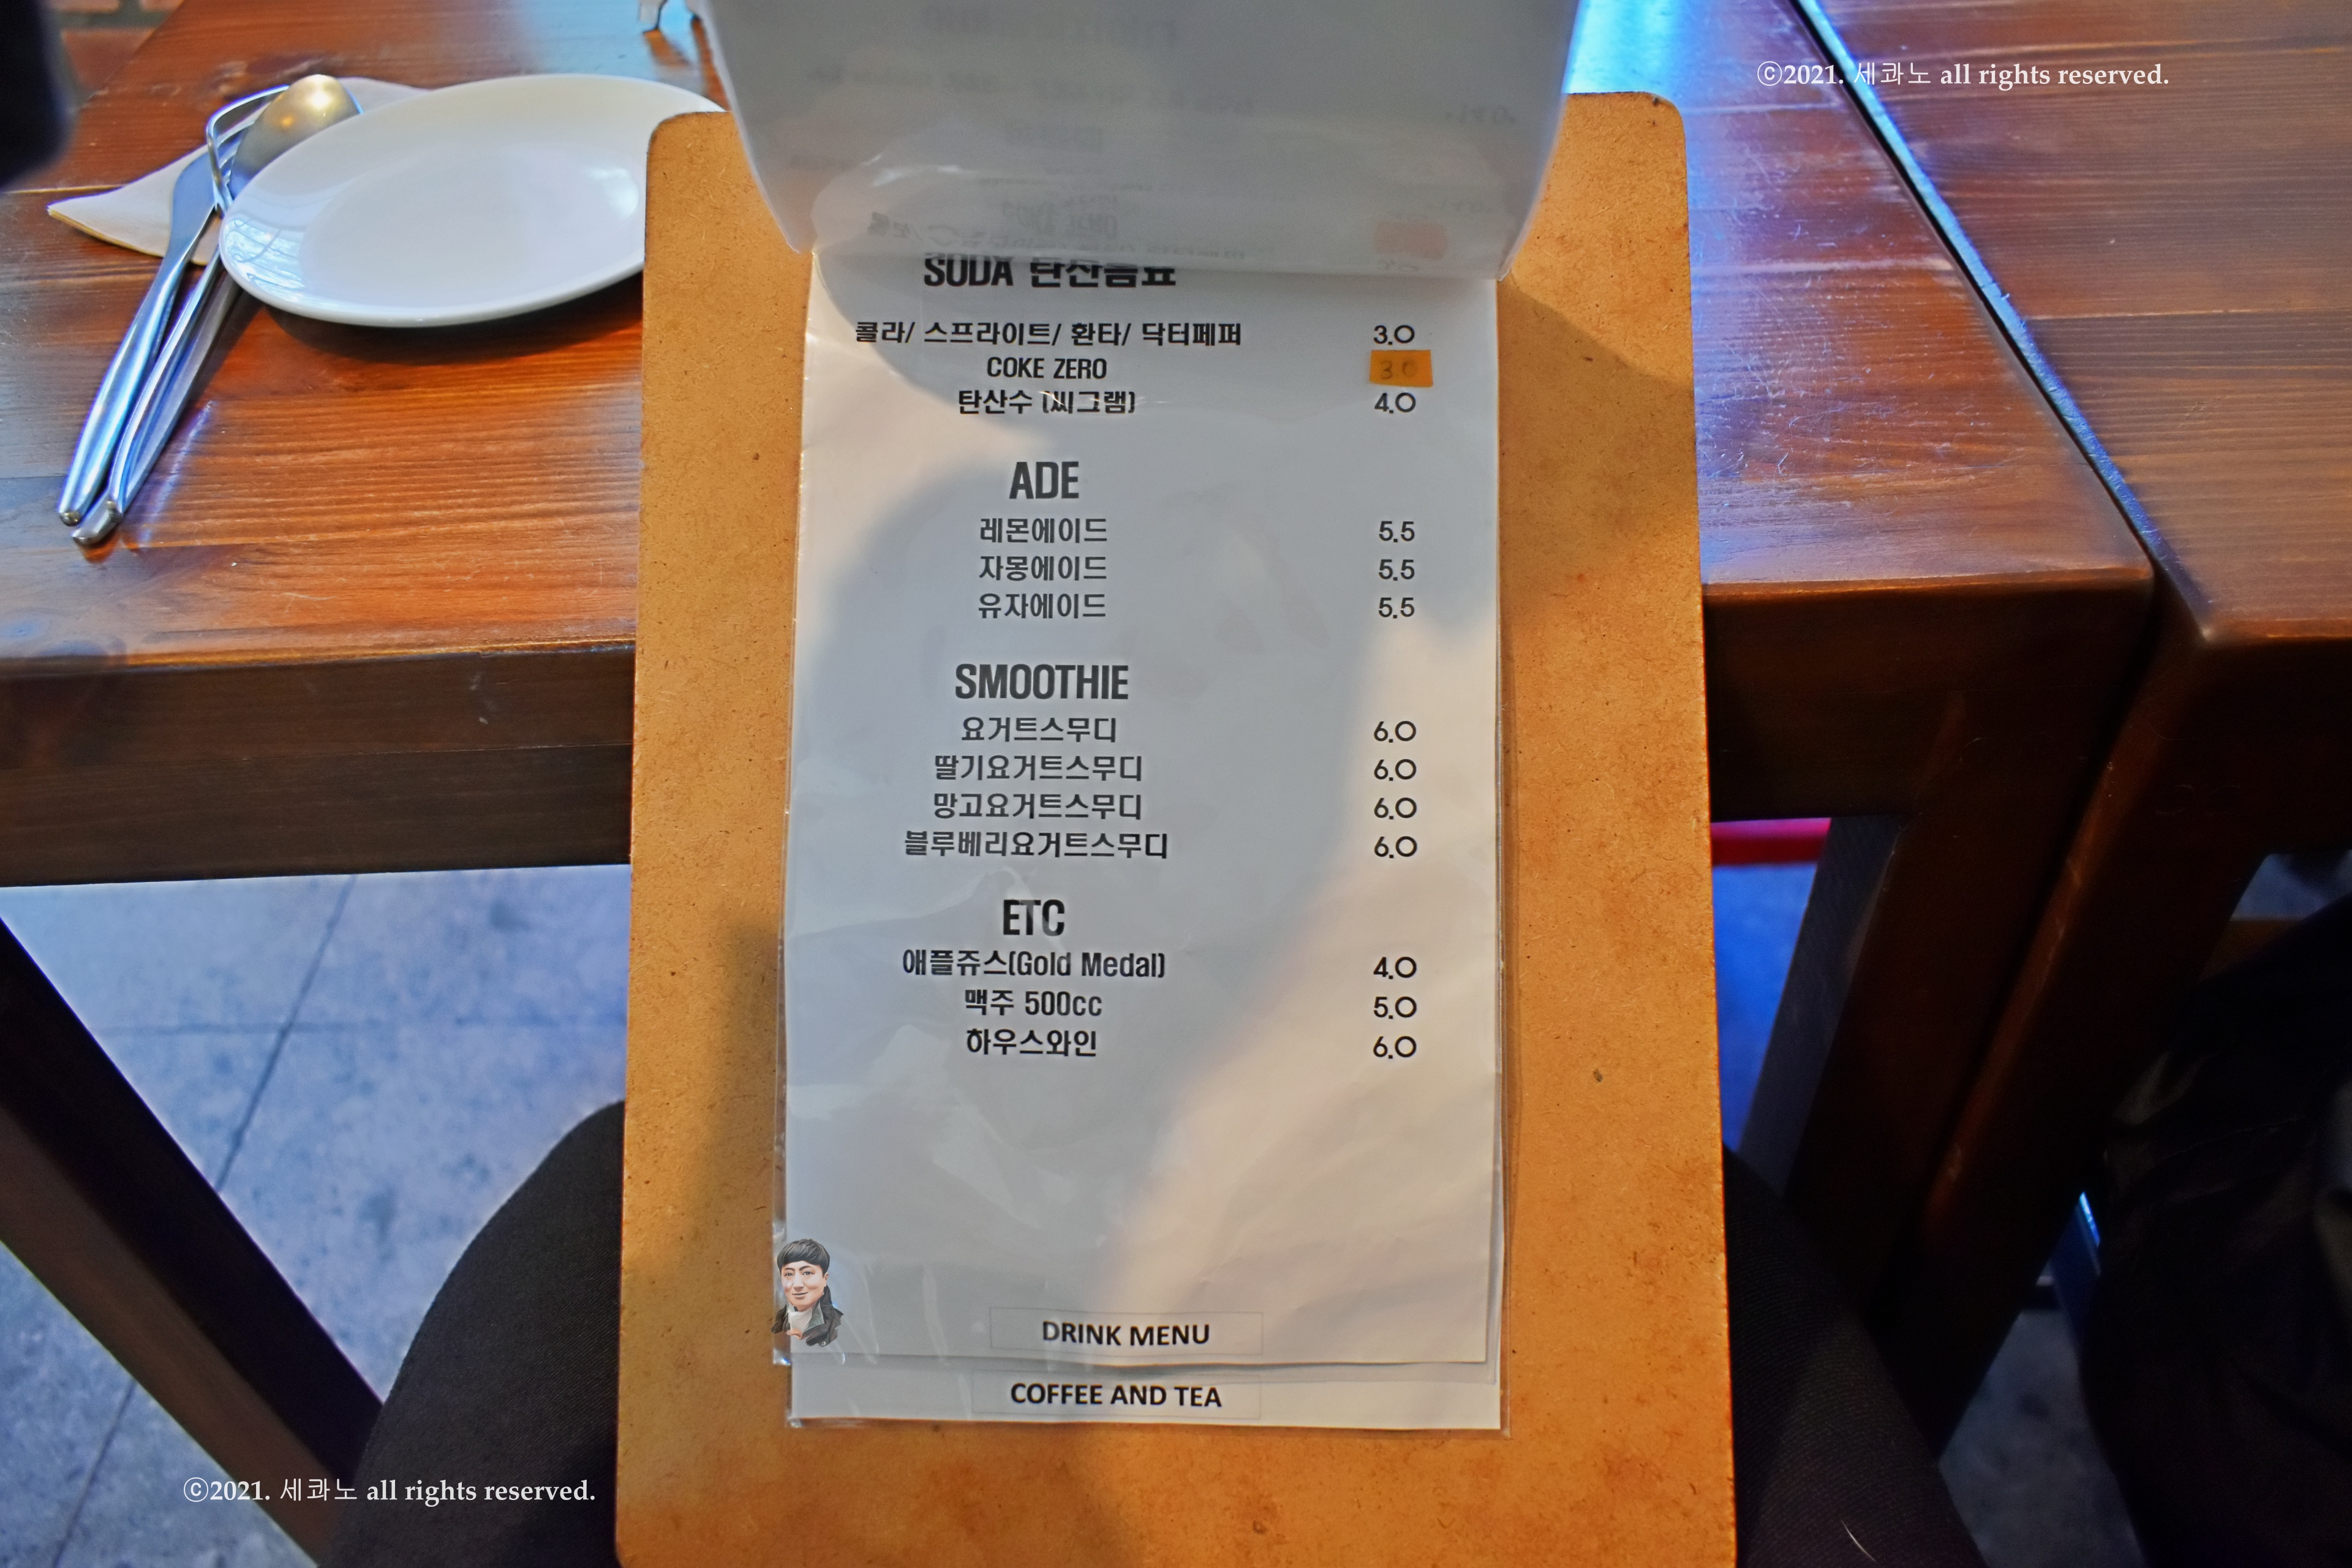 ©2021. 세콰노 all rights reserved.
SODA 탄산음료
콜라/ 스프라이트/ 환타/ 닥터페퍼 3.0
COKE ZERO 3 0
탄산수 (씨그램) 4.0
ADE
레몬에이드 5.5
자몽에이드 5.5
유자에이드 5.5
SMOOTHIE
요거트스무디 6.0
딸기요거트스무디 6.0
망고요거트스무디 6.0
블루베리요거트스무디 6.0
ETC
애플쥬스(Gold Medal) 4.0
맥주 500cc 5.0
하우스와인 6.0
DRINK MENU
COFFEE AND TEA
©2021. 세콰노 all rights reserved.